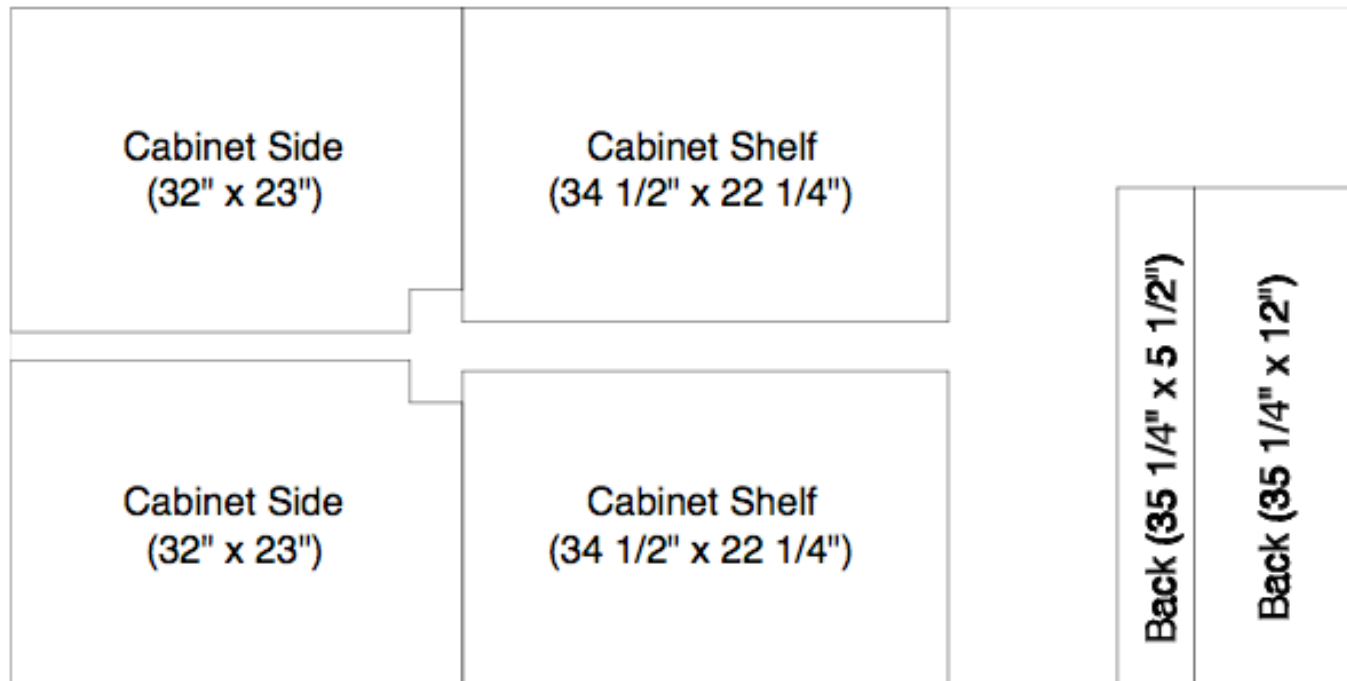 Cabinet Side
(32" x 23")
Cabinet Shelf
(34 1/2" x 22 1/4")
Cabinet Side
(32" x 23")
Cabinet Shelf
(34 1/2" x 22 1/4")
Back (35 1/4" x 5 1/2")
Back (35 1/4" x 12")